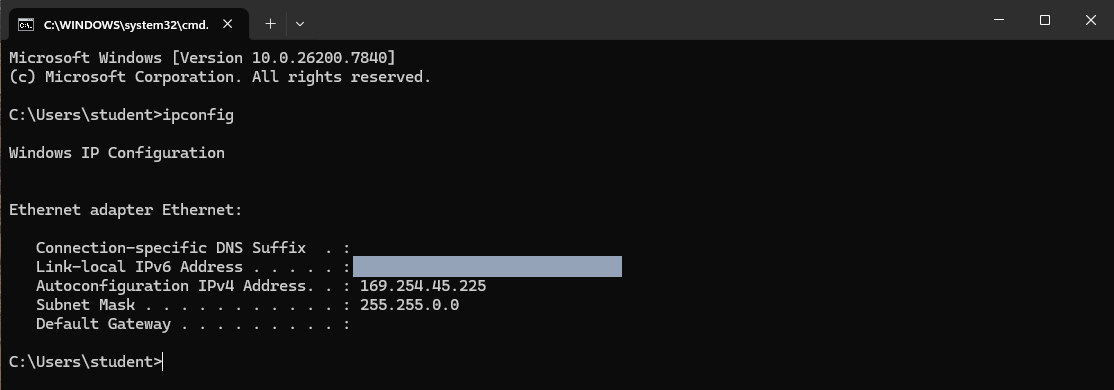 C:\WINDOWS\system32\cmd.
Microsoft Windows [Version 10.0.26200.7840]
(c) Microsoft Corporation. All rights reserved.
C:\Users\student>ipconfig
Windows IP Configuration
Ethernet adapter Ethernet:
Connection-specific DNS Suffix  . :
Link-local IPv6 Address . . . . . :
Autoconfiguration IPv4 Address. . : 169.254.45.225
Subnet Mask . . . . . . . . . . . : 255.255.0.0
Default Gateway . . . . . . . . . :
C:\Users\student>